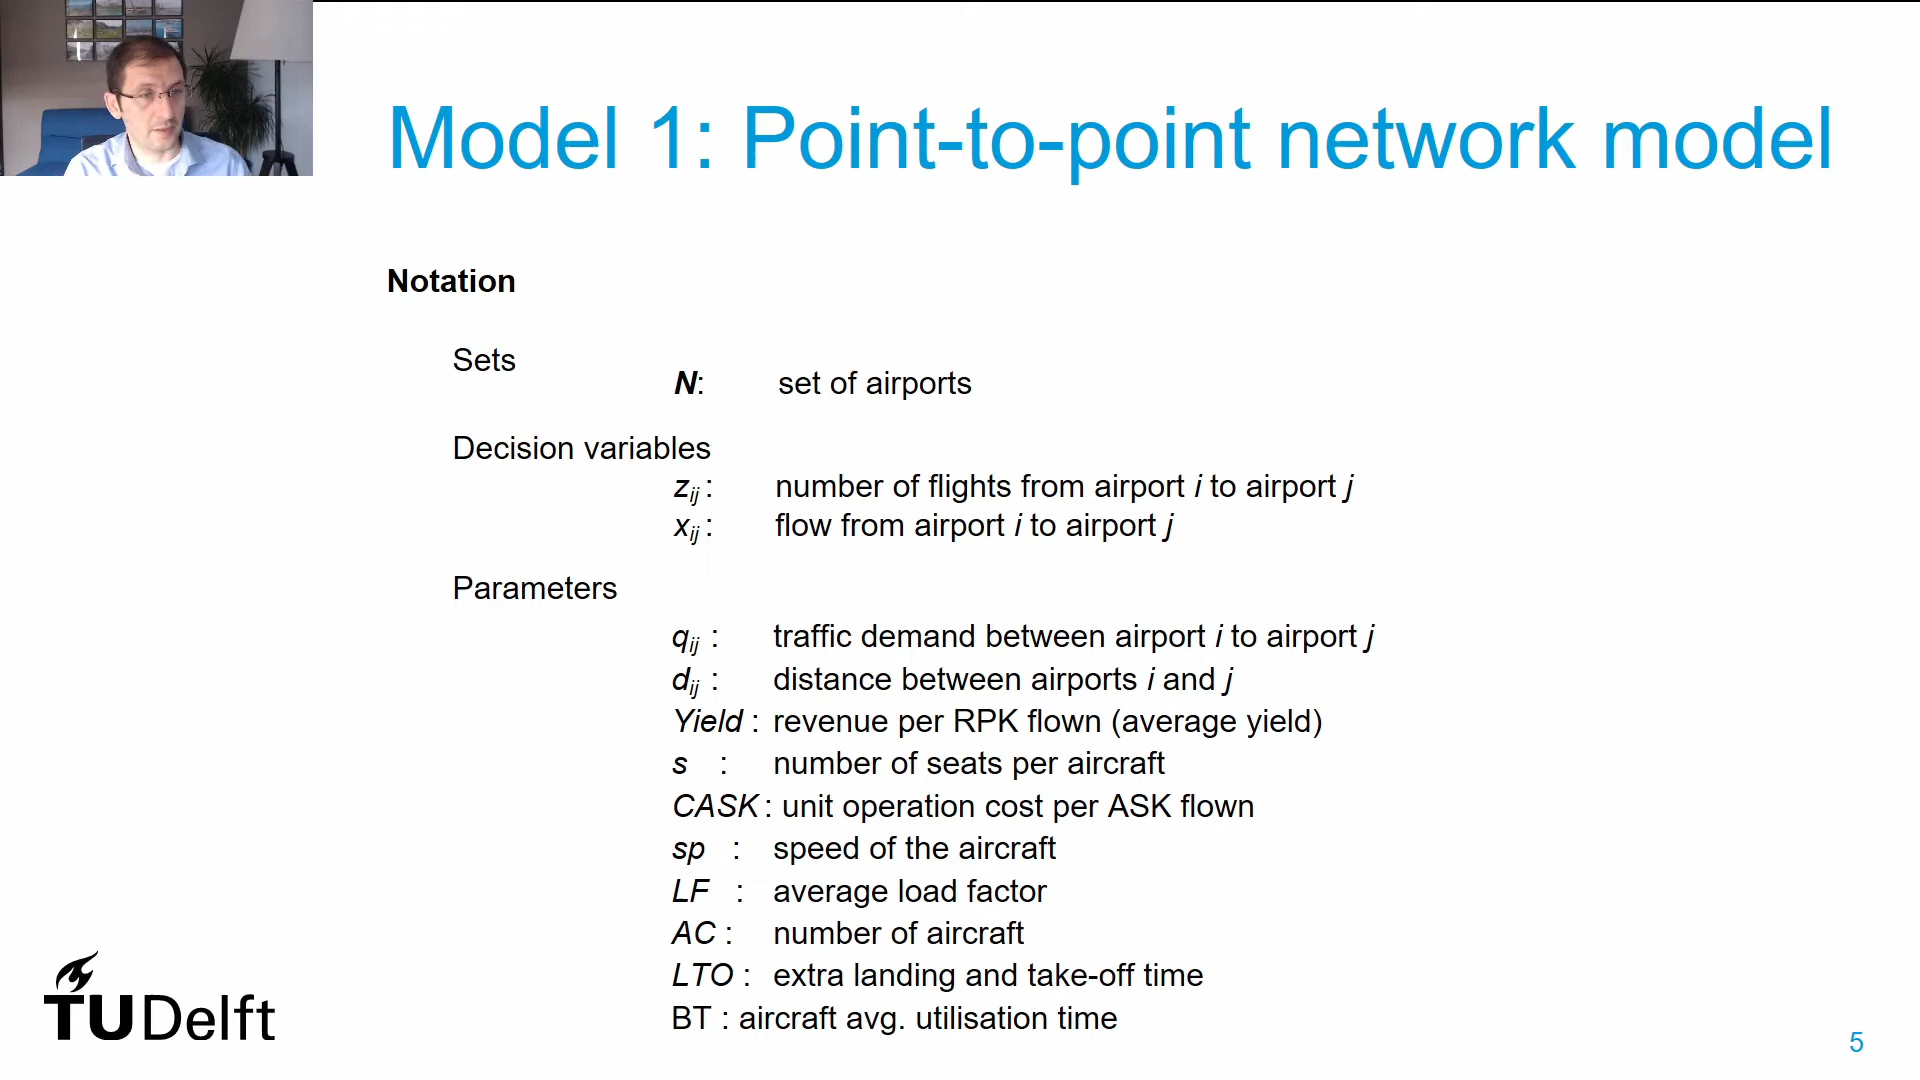 Model 1: Point-to-point network model
Notation
Sets
N: set of airports
Decision variables
zij : number of flights from airport i to airport j
xij : flow from airport i to airport j
Parameters
qij : traffic demand between airport i to airport j
dij : distance between airports i and j
Yield : revenue per RPK flown (average yield)
s : number of seats per aircraft
CASK : unit operation cost per ASK flown
sp : speed of the aircraft
LF : average load factor
AC : number of aircraft
LTO : extra landing and take-off time
BT : aircraft avg. utilisation time
TUDelft
5